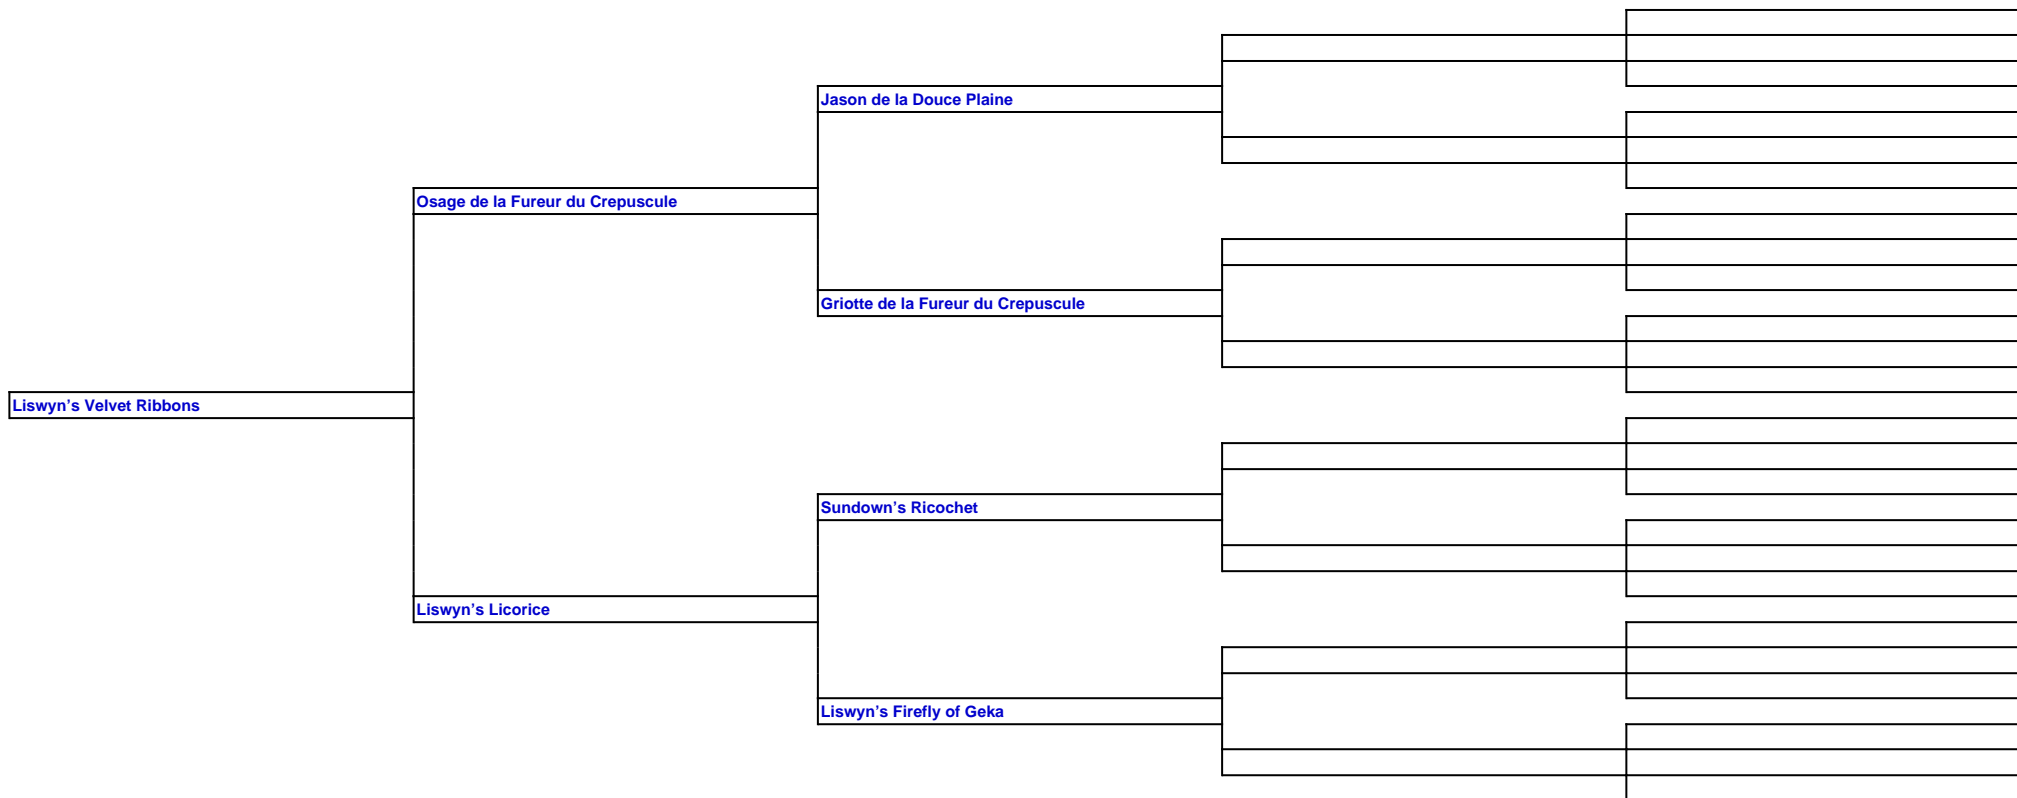 Jason de la Douce Plaine
Osage de la Fureur du Crepuscule
Griotte de la Fureur du Crepuscule
Liswyn’s Velvet Ribbons
Sundown’s Ricochet
Liswyn’s Licorice
Liswyn’s Firefly of Geka